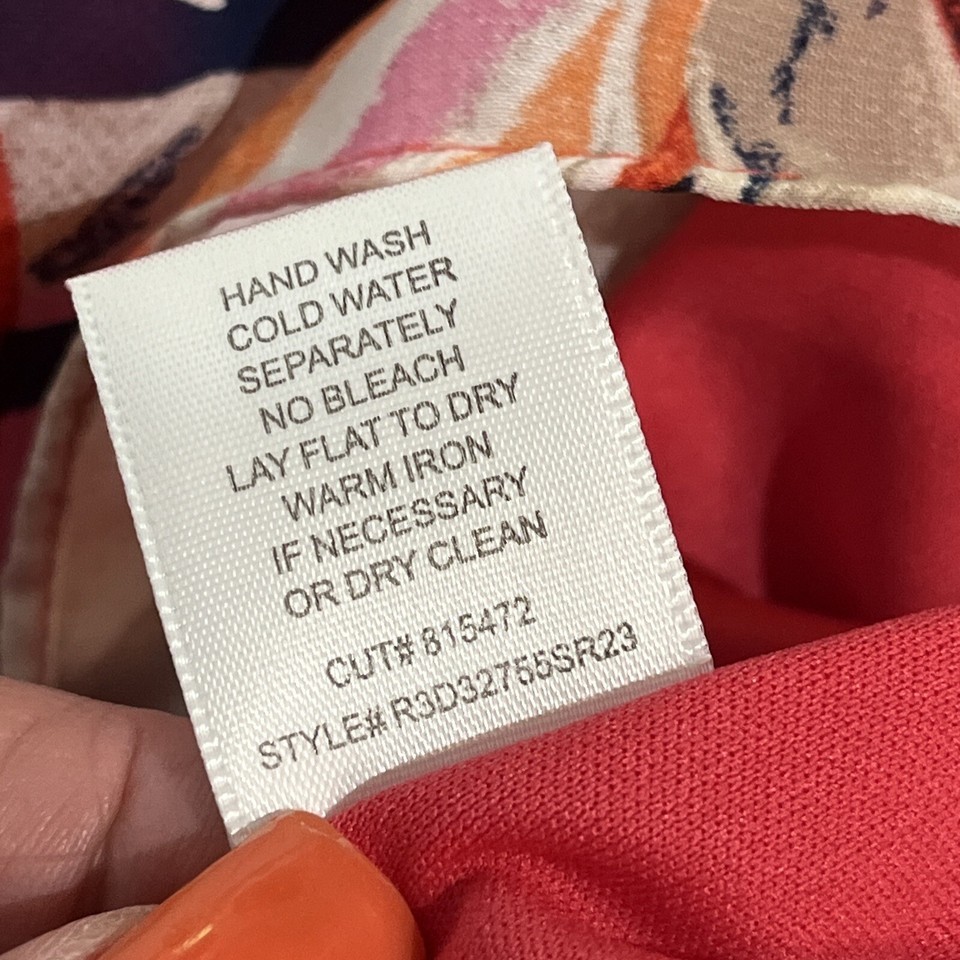 HAND WASH
COLD WATER
SEPARATELY
NO BLEACH
LAY FLAT TO DRY
WARM IRON
IF NECESSARY
OR DRY CLEAN
CUT# 815472
STYLE# R3D32755SR23